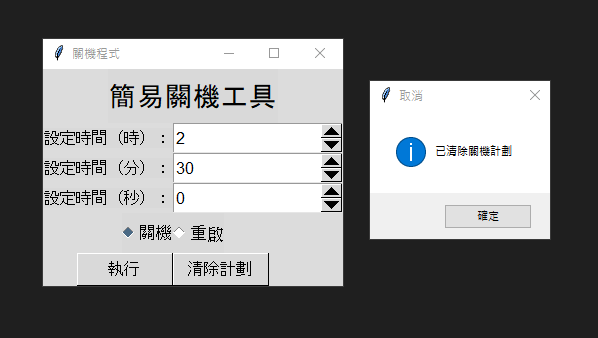 關機程式
簡易關機工具
設定時間（時）： 2
設定時間（分）： 30
設定時間（秒）： 0
關機 重啟
執行 清除計劃
取消
已清除關機計劃
確定